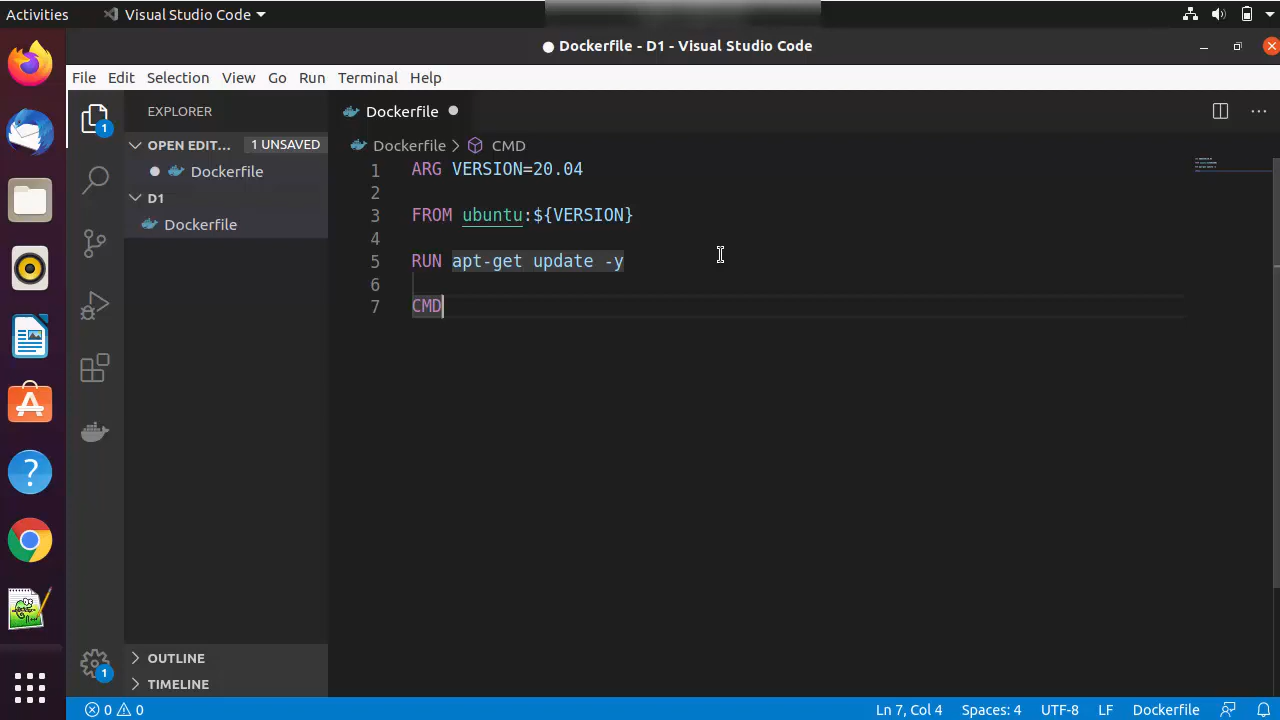 Activities Visual Studio Code
Dockerfile - D1 - Visual Studio Code
File Edit Selection View Go Run Terminal Help
EXPLORER
Dockerfile
OPEN EDIT... 1 UNSAVED
Dockerfile > CMD
Dockerfile
D1
Dockerfile
1 ARG VERSION=20.04
2
3 FROM ubuntu:${VERSION}
4
5 RUN apt-get update -y
6
7 CMD
1
OUTLINE
1
TIMELINE
0 0 Ln 7, Col 4 Spaces: 4 UTF-8 LF Dockerfile